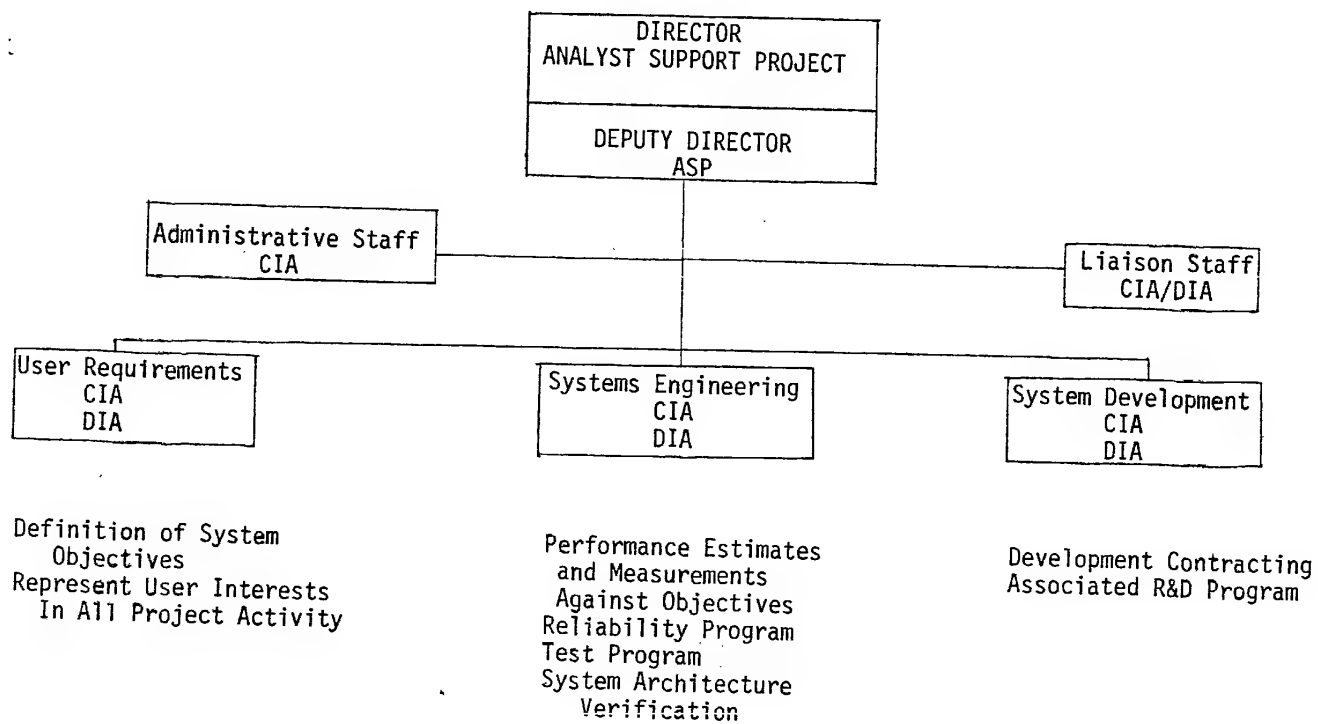 DIRECTOR
ANALYST SUPPORT PROJECT
DEPUTY DIRECTOR
ASP
Administrative Staff
CIA
Liaison Staff
CIA/DIA
User Requirements
CIA
DIA
Systems Engineering
CIA
DIA
System Development
CIA
DIA
Definition of System
Objectives
Represent User Interests
In All Project Activity
Performance Estimates
and Measurements
Against Objectives
Reliability Program
Test Program
System Architecture
Verification
Development Contracting
Associated R&D Program